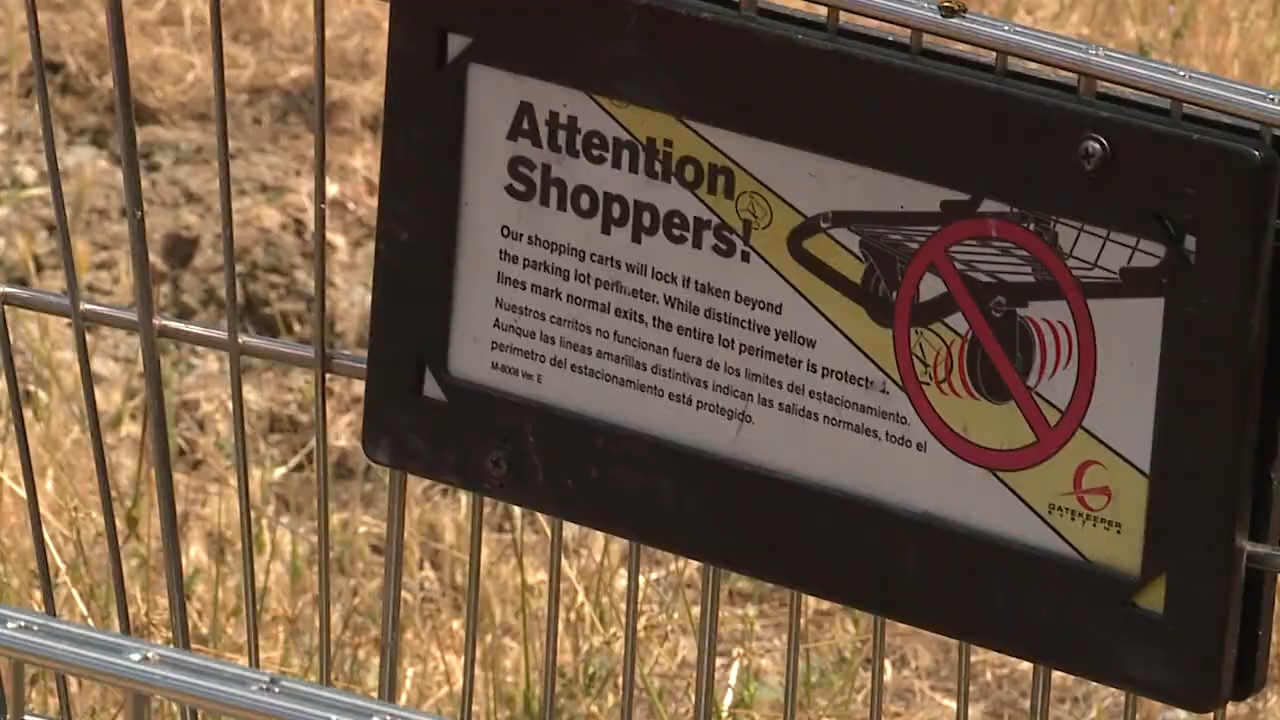 Attention
Shoppers!
Our shopping carts will lock if taken beyond
the parking lot perimeter. While distinctive yellow
lines mark normal exits, the entire lot perimeter is protected.
Nuestros carritos no funcionan fuera de los limites del estacionamiento.
Aunque las lineas amarillas distintivas indican las salidas normales, todo el
perimetro del estacionamiento está protegido.
M-8008 Ver. E
GATEKEEPER
SYSTEMS